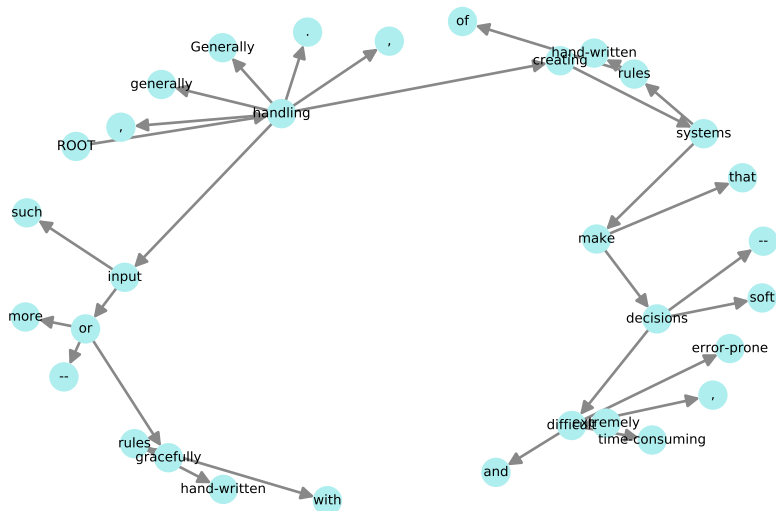 of
.
,
Generally
hand-written
creating
rules
generally
handling
,
systems
ROOT
that
such
make
--
input
soft
more
or
decisions
error-prone
--
,
extremely
difficult
time-consuming
rules
gracefully
and
hand-written
with